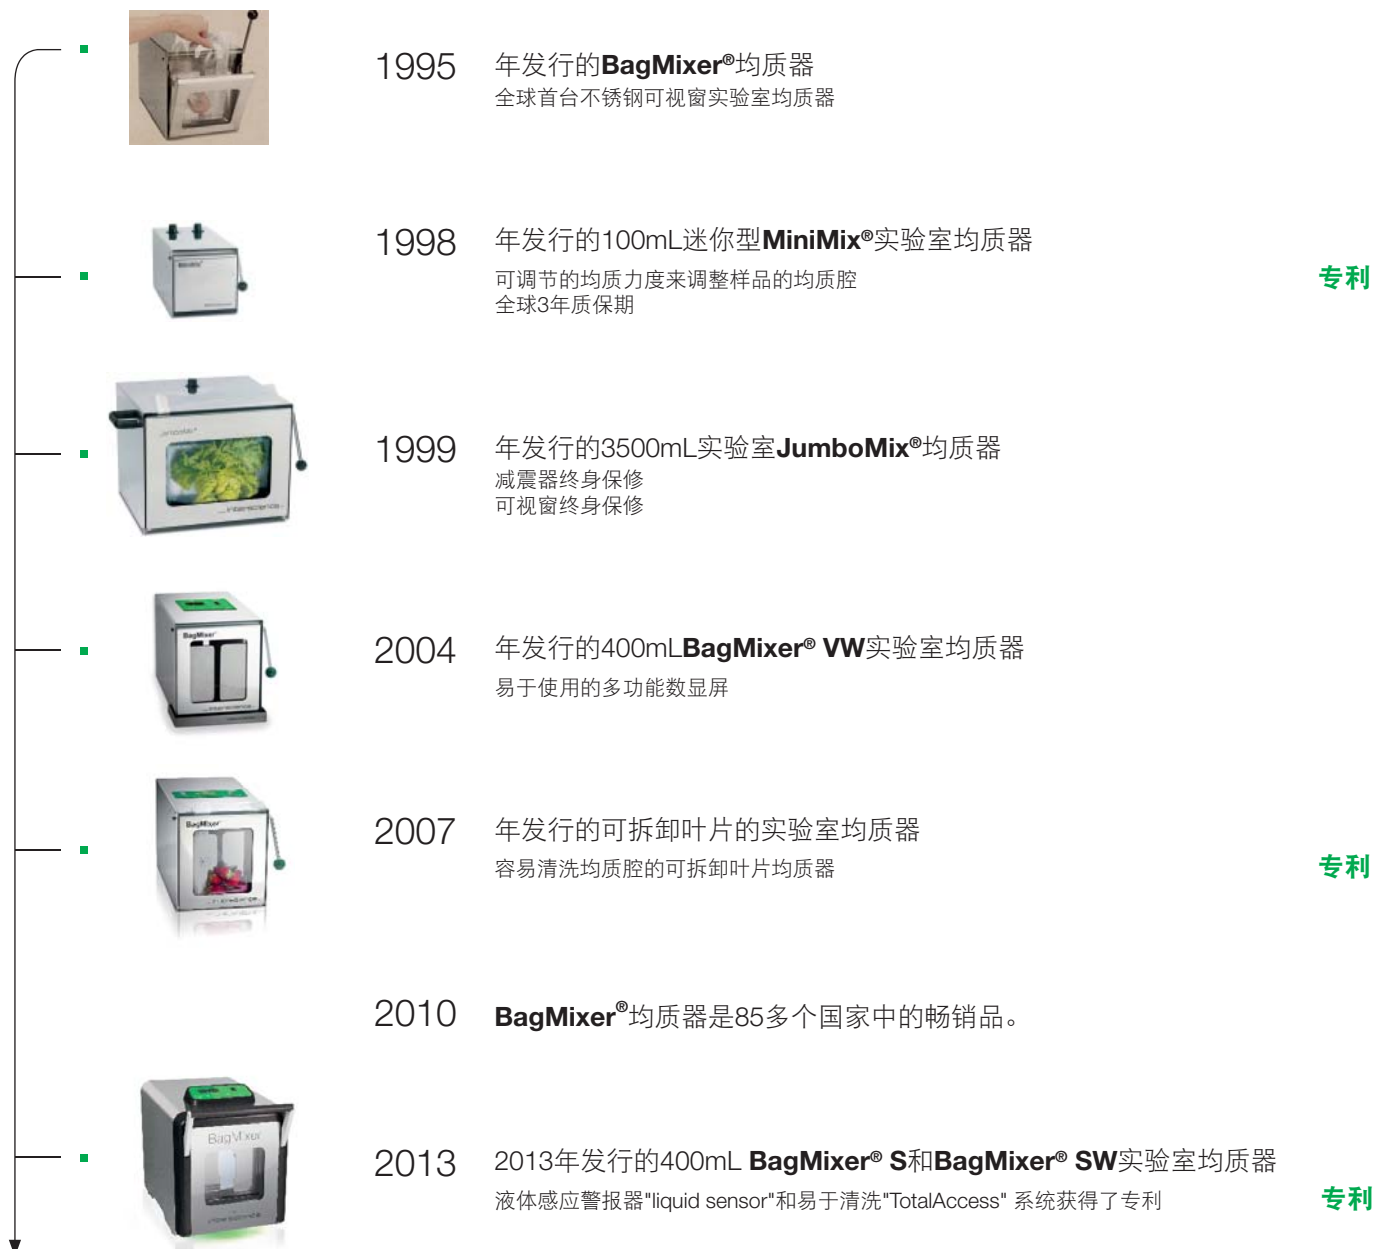 1995 年发行的BagMixer®均质器
全球首台不锈钢可视窗实验室均质器
1998 年发行的100mL迷你型MiniMix®实验室均质器
可调节的均质力度来调整样品的均质腔
全球3年质保期
专利
1999 年发行的3500mL实验室JumboMix®均质器
减震器终身保修
可视窗终身保修
interscience
BagMixer
2004 年发行的400mLBagMixer® VW实验室均质器
易于使用的多功能数显屏
interscience
BagMixer
2007 年发行的可拆卸叶片的实验室均质器
容易清洗均质腔的可拆卸叶片均质器
专利
interscience
2010 BagMixer®均质器是85多个国家中的畅销品。
BagMixer
2013 2013年发行的400mL BagMixer® S和BagMixer® SW实验室均质器
液体感应警报器"liquid sensor"和易于清洗"TotalAccess" 系统获得了专利
专利
interscience